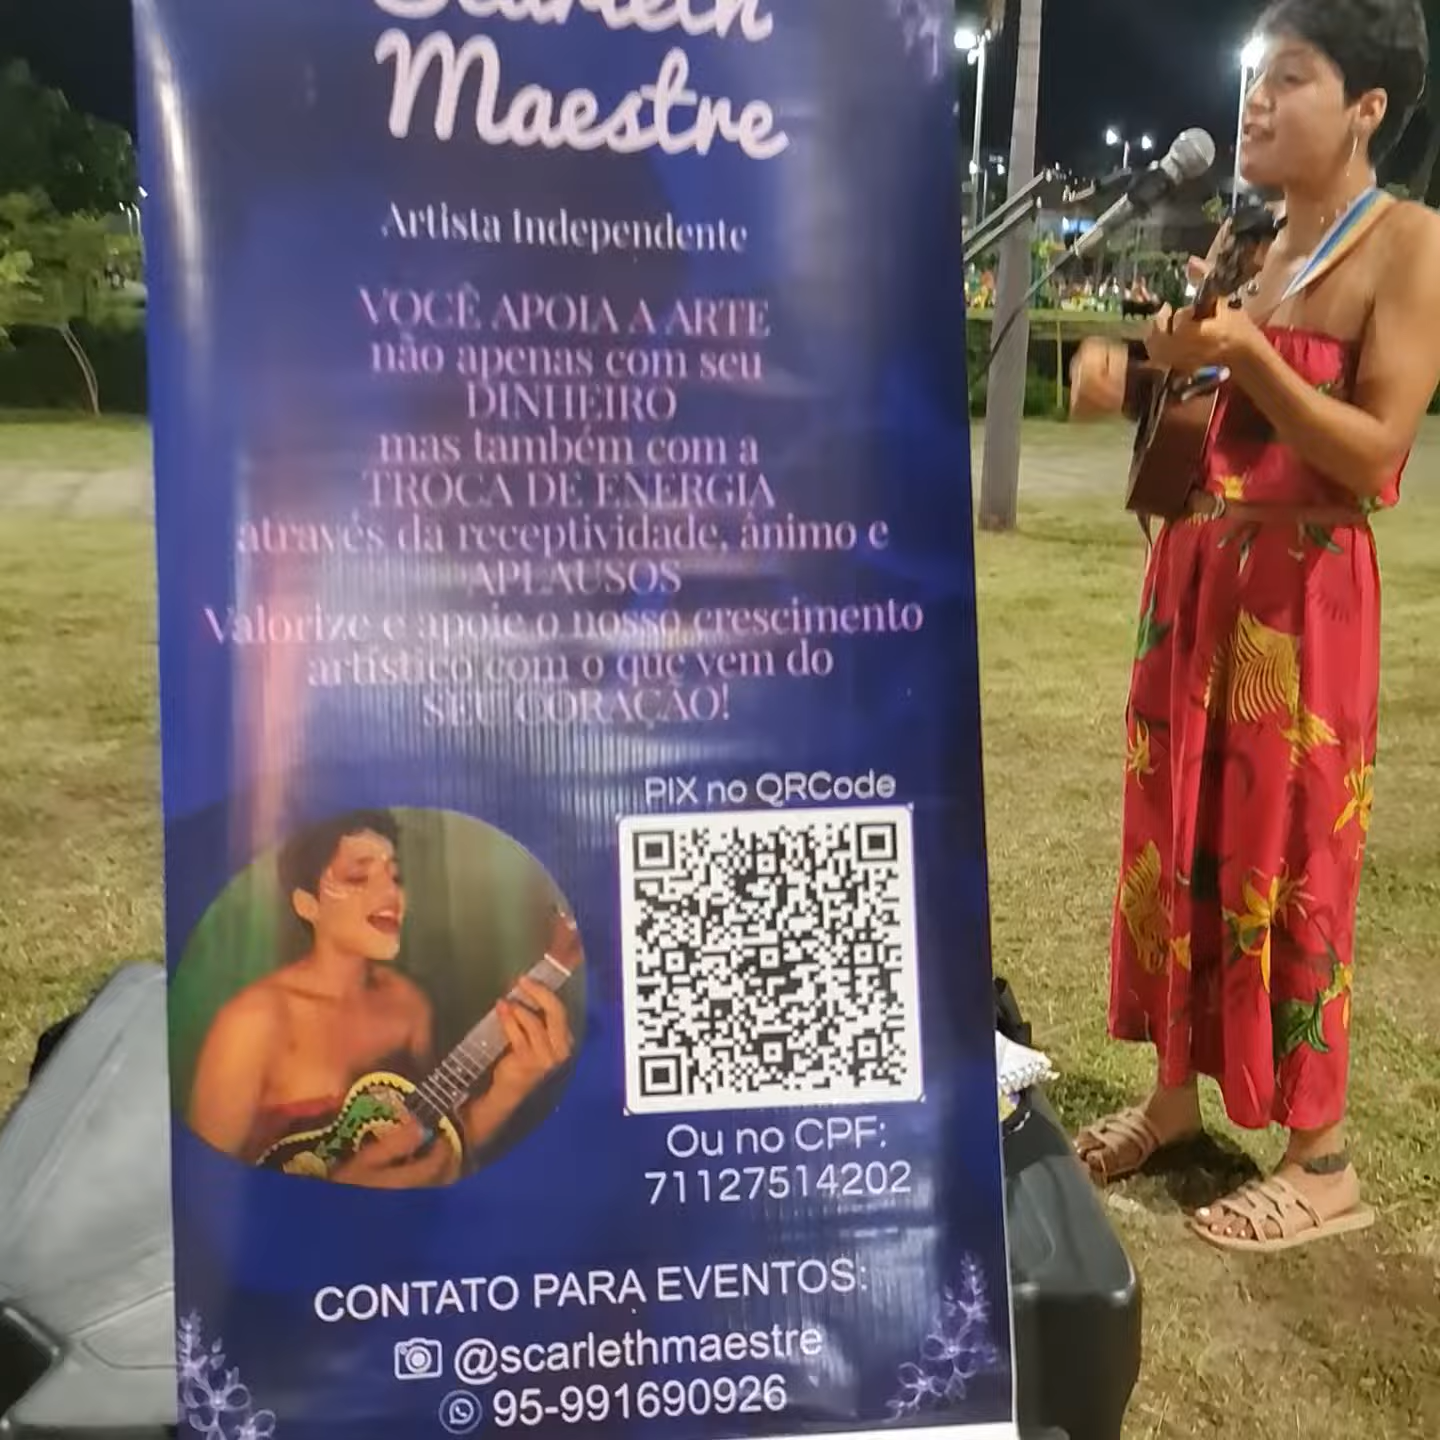 Scarleth
Maestre
Artista Independente
VOCÊ APOIA A ARTE
não apenas com seu
DINHEIRO
mas também com a
TROCA DE ENERGIA
através da receptividade, ânimo e
APLAUSOS
Valorize e apoie o nosso crescimento
artístico com o que vem do
SEU CORAÇÃO!
PIX no QRCode
Ou no CPF:
71127514202
CONTATO PARA EVENTOS:
@scarlethmaestre
95-991690926